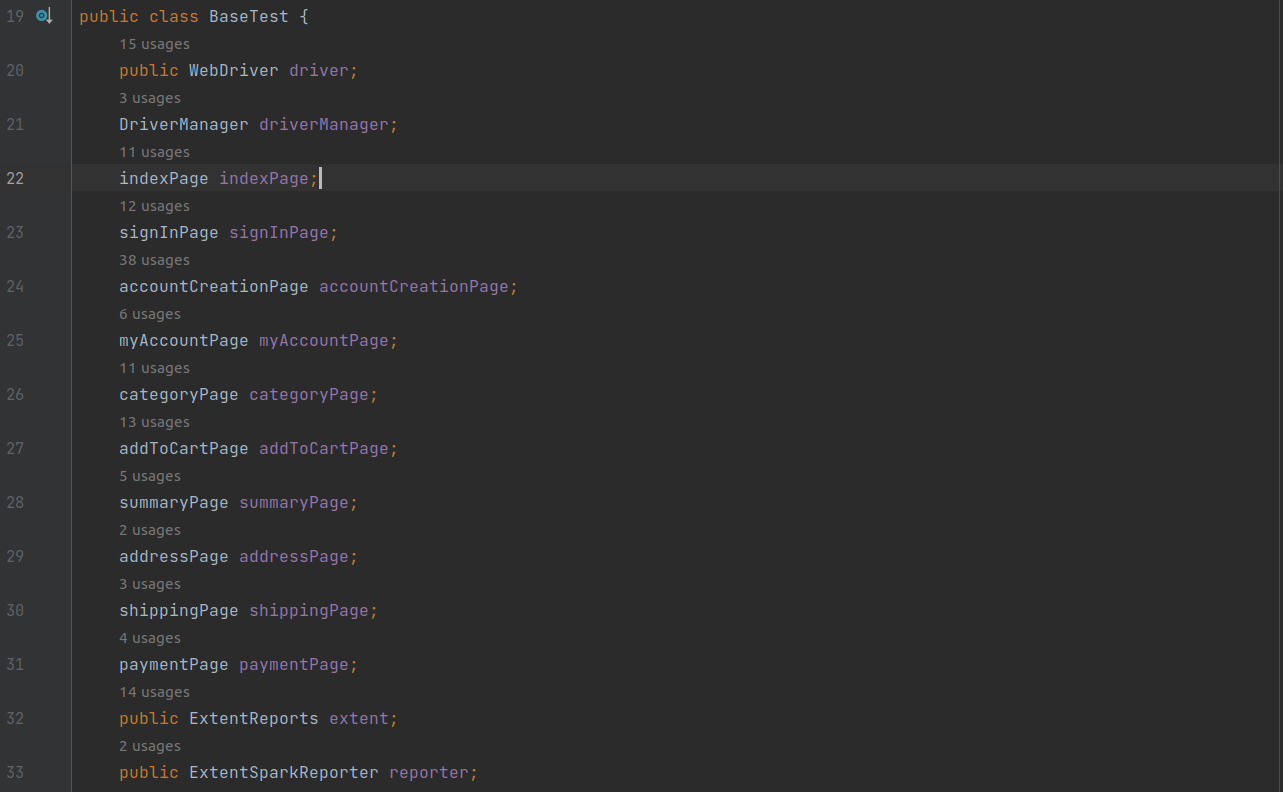 19 public class BaseTest {
15 usages
20 public WebDriver driver;
3 usages
21 DriverManager driverManager;
11 usages
22 indexPage indexPage;
12 usages
23 signInPage signInPage;
38 usages
24 accountCreationPage accountCreationPage;
6 usages
25 myAccountPage myAccountPage;
11 usages
26 categoryPage categoryPage;
13 usages
27 addToCartPage addToCartPage;
5 usages
28 summaryPage summaryPage;
2 usages
29 addressPage addressPage;
3 usages
30 shippingPage shippingPage;
4 usages
31 paymentPage paymentPage;
14 usages
32 public ExtentReports extent;
2 usages
33 public ExtentSparkReporter reporter;